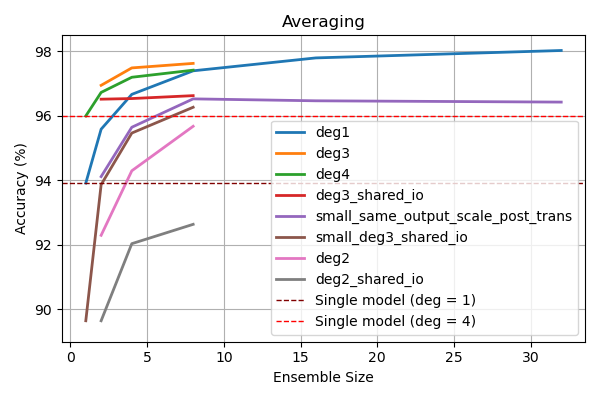 Averaging
98
96
94
92
90
Accuracy (%)
deg1
deg3
deg4
deg3_shared_io
small_same_output_scale_post_trans
small_deg3_shared_io
deg2
deg2_shared_io
Single model (deg = 1)
Single model (deg = 4)
0 5 10 15 20 25 30
Ensemble Size